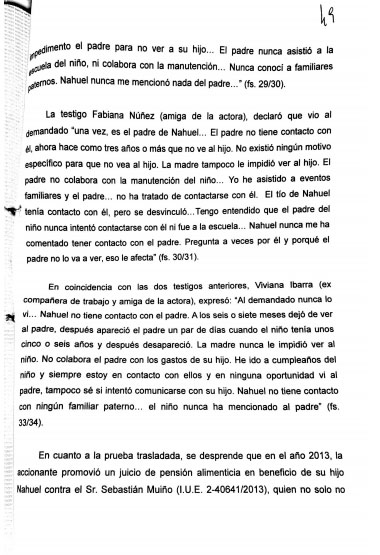 49
impedimento el padre para no ver a su hijo... El padre nunca asistió a la
escuela del niño, ni colabora con la manutención... Nunca conocí a familiares
paternos. Nahuel nunca me mencionó nada del padre..." (fs. 29/30).
La testigo Fabiana Núñez (amiga de la actora), declaró que vio al
demandado "una vez, es el padre de Nahuel... El padre no tiene contacto con
él, ahora hace como tres años o más que no ve al hijo. No existió ningún motivo
específico para que no vea al hijo. La madre tampoco le impidió ver al hijo. El
padre no colabora con la manutención del niño... Yo he asistido a eventos
familiares y el padre... no ha tratado de contactarse con él. El tío de Nahuel
tenía contacto con él, pero se desvinculó...Tengo entendido que el padre del
niño nunca intentó contactarse con él ni fue a la escuela... Nahuel nunca me ha
comentado tener contacto con el padre. Pregunta a veces por él y porqué el
padre no lo va a ver, eso le afecta" (fs. 30/31).
En coincidencia con las dos testigos anteriores, Viviana Ibarra (ex
compañera de trabajo y amiga de la actora), expresó: "Al demandado nunca lo
vi... Nahuel no tiene contacto con el padre. A los seis o siete meses dejó de ver
al padre, después apareció el padre un par de días cuando el niño tenía unos
cinco o seis años y después desapareció. La madre nunca le impidió ver al
niño. No colabora el padre con los gastos de su hijo. He ido a cumpleaños del
niño y siempre estoy en contacto con ellos y en ninguna oportunidad vi al
padre, tampoco sé si intentó comunicarse con su hijo. Nahuel no tiene contacto
con ningún familiar paterno... el niño nunca ha mencionado al padre" (fs.
33/34).
En cuanto a la prueba trasladada, se desprende que en el año 2013, la
accionante promovió un juicio de pensión alimenticia en beneficio de su hijo
Nahuel contra el Sr. Sebastián Muiño (I.U.E. 2-40641/2013), quien no solo no